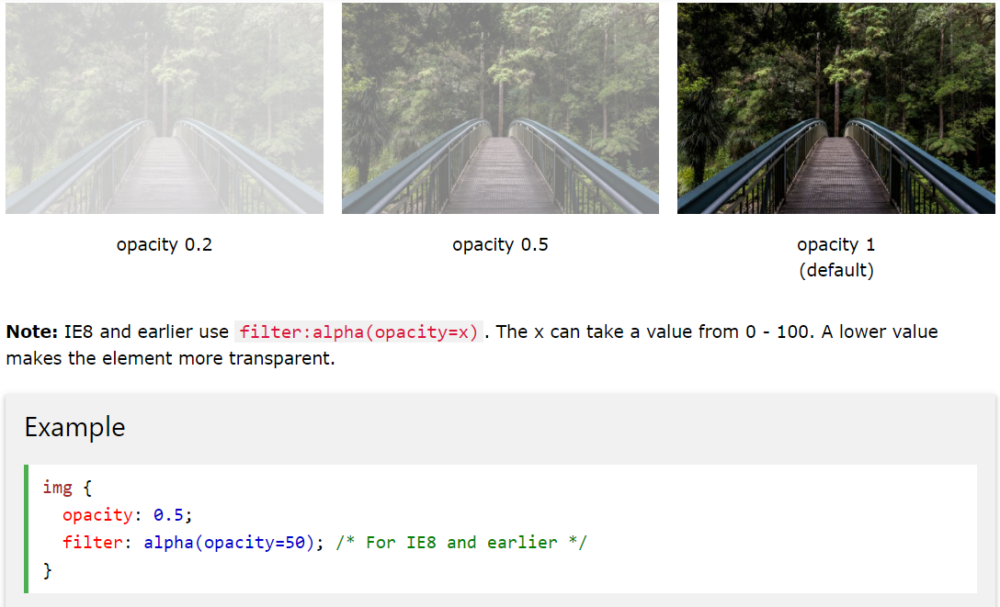 opacity 0.2
opacity 0.5
opacity 1
(default)
Note: IE8 and earlier use filter:alpha(opacity=x). The x can take a value from 0 - 100. A lower value
makes the element more transparent.
Example
img {
  opacity: 0.5;
  filter: alpha(opacity=50); /* For IE8 and earlier */
}